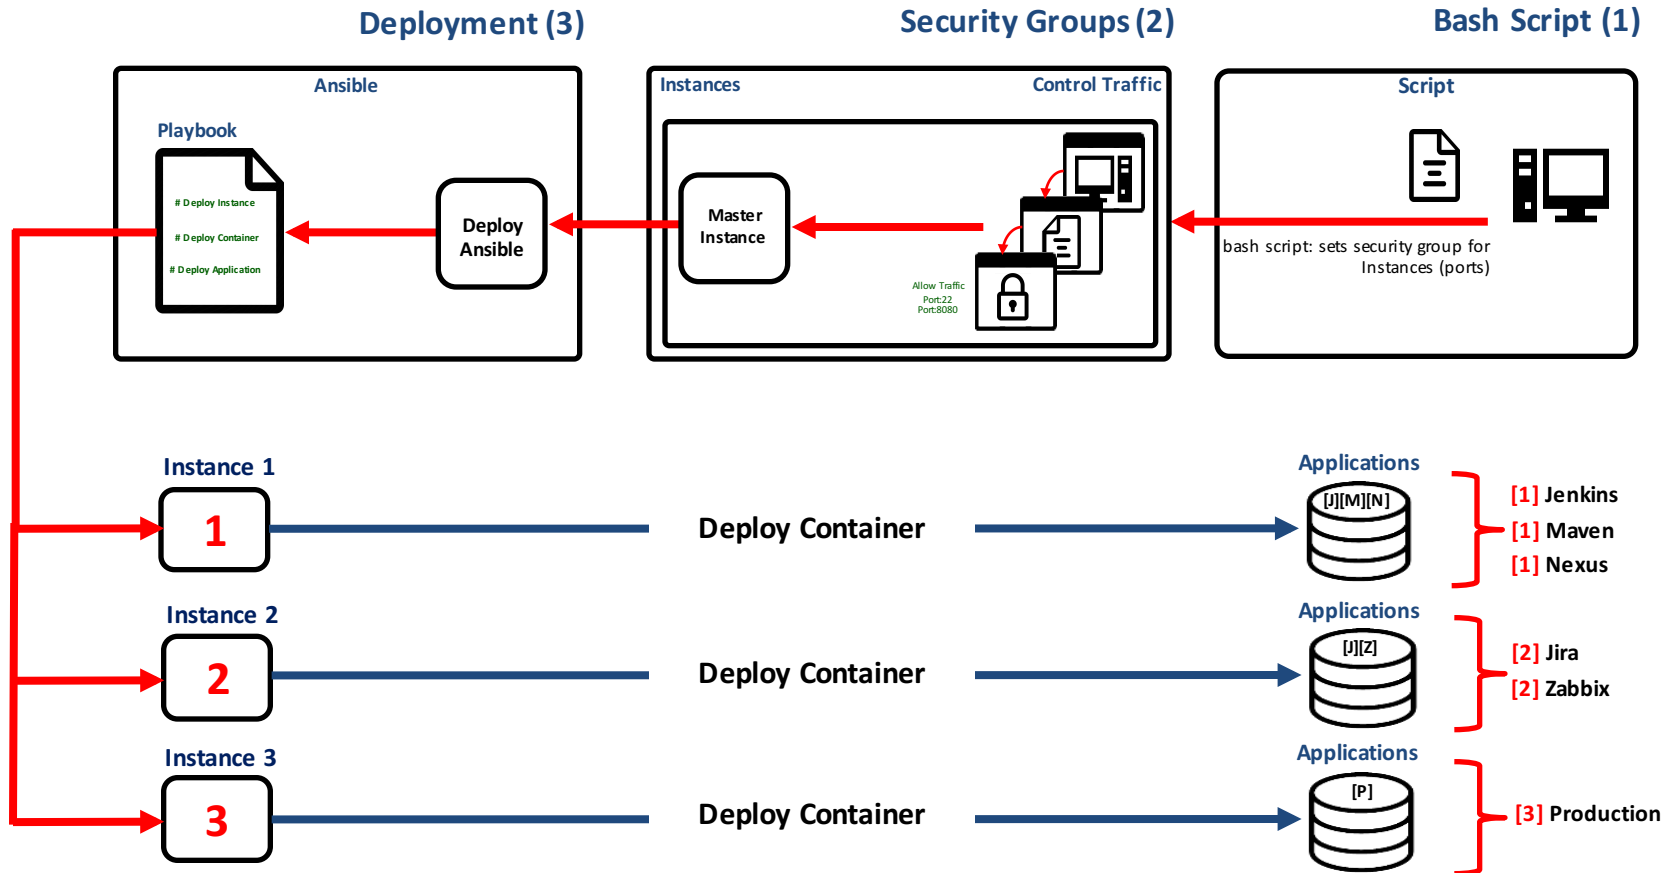 Deployment (3)
Security Groups (2)
Bash Script (1)
Ansible
Playbook
# Deploy Instance
# Deploy Container
# Deploy Application
Deploy
Ansible
Instances
Control Traffic
Master
Instance
Allow Traffic
Port:22
Port:8080
Script
bash script: sets security group for
Instances (ports)
Instance 1
1
Deploy Container
Applications
[J][M][N]
[1] Jenkins
[1] Maven
[1] Nexus
Instance 2
2
Deploy Container
Applications
[J][Z]
[2] Jira
[2] Zabbix
Instance 3
3
Deploy Container
Applications
[P]
[3] Production